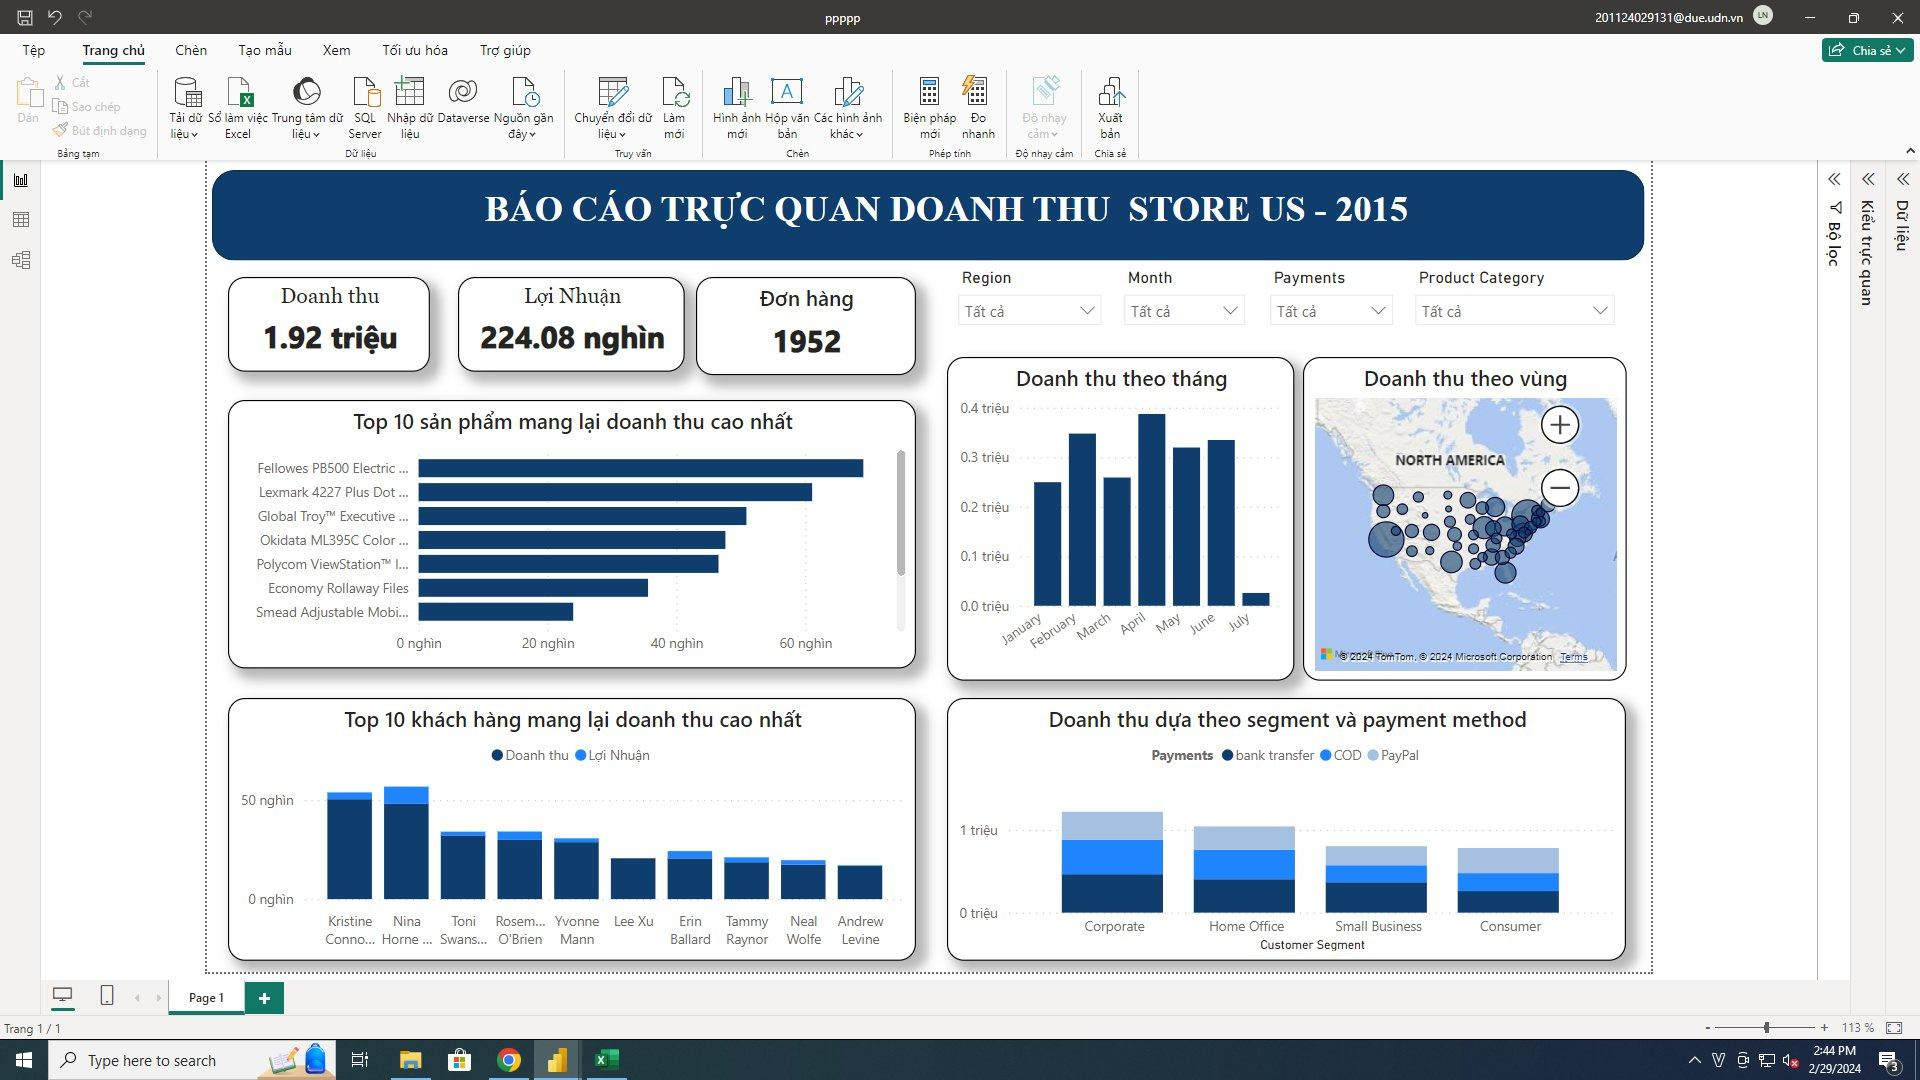 ppppp
201124029131@due.udn.vn
LN
Tệp
Trang chủ
Chèn
Tạo mẫu
Xem
Tối ưu hóa
Trợ giúp
Chia sẻ
Dán
Cắt
Sao chép
Bút định dạng
Bảng tạm
Tải dữ liệu
Sổ làm việc Excel
Trung tâm dữ liệu
SQL Server
Nhập dữ liệu
Dataverse
Nguồn gần đây
Dữ liệu
Chuyển đổi dữ liệu
Làm mới
Truy vấn
Hình ảnh mới
Hộp văn bản
Các hình ảnh khác
Chèn
Biện pháp mới
Đo nhanh
Phép tính
Độ nhạy cảm
Độ nhạy cảm
Xuất bản
Chia sẻ
Bộ lọc
Kiểu trực quan
Dữ liệu
BÁO CÁO TRỰC QUAN DOANH THU  STORE US - 2015
Doanh thu
1.92 triệu
Lợi Nhuận
224.08 nghìn
Đơn hàng
1952
Region
Tất cả
Month
Tất cả
Payments
Tất cả
Product Category
Tất cả
Top 10 sản phẩm mang lại doanh thu cao nhất
Fellowes PB500 Electric ...
Lexmark 4227 Plus Dot ...
Global Troy™ Executive ...
Okidata ML395C Color ...
Polycom ViewStation™ I...
Economy Rollaway Files
Smead Adjustable Mobi...
0 nghìn
20 nghìn
40 nghìn
60 nghìn
Doanh thu theo tháng
0.4 triệu
0.3 triệu
0.2 triệu
0.1 triệu
0.0 triệu
January
February
March
April
May
June
July
Doanh thu theo vùng
NORTH AMERICA
© 2024 TomTom, © 2024 Microsoft Corporation Terms
Top 10 khách hàng mang lại doanh thu cao nhất
Doanh thu
Lợi Nhuận
50 nghìn
0 nghìn
Kristine Conno...
Nina Horne ...
Toni Swans...
Rosem... O'Brien
Yvonne Mann
Lee Xu
Erin Ballard
Tammy Raynor
Neal Wolfe
Andrew Levine
Doanh thu dựa theo segment và payment method
Payments
bank transfer
COD
PayPal
1 triệu
0 triệu
Corporate
Home Office
Small Business
Consumer
Customer Segment
Page 1
Trang 1 / 1
113 %
Type here to search
2:44 PM
2/29/2024
3